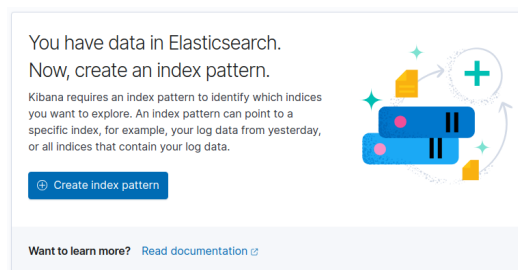 You have data in Elasticsearch.
Now, create an index pattern.
Kibana requires an index pattern to identify which indices
you want to explore. An index pattern can point to a
specific index, for example, your log data from yesterday,
or all indices that contain your log data.
Create index pattern
Want to learn more? Read documentation